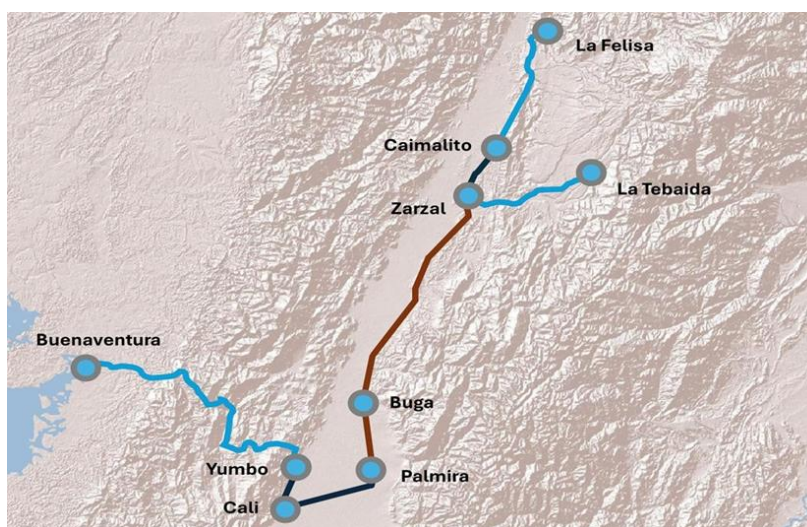 La Felisa
Caimalito
La Tebaida
Zarzal
Buenaventura
Buga
Yumbo
Palmira
Cali